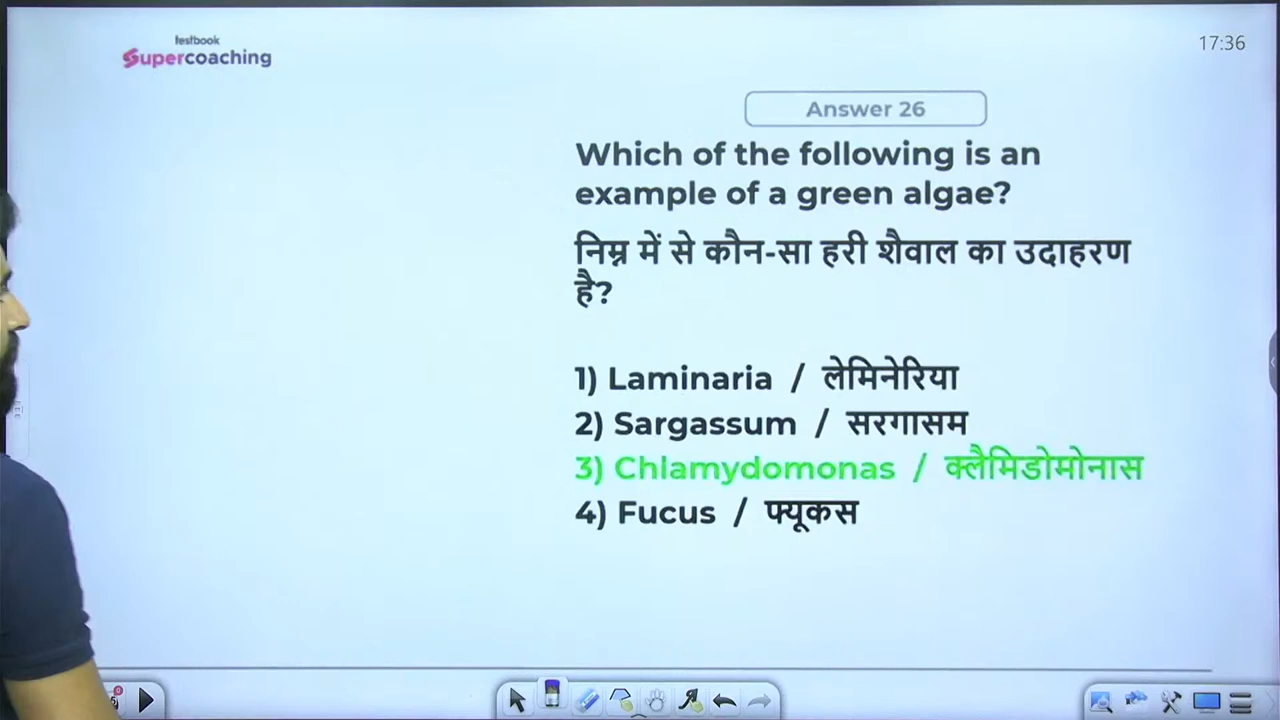 testbook
Supercoaching
17:36
Answer 26
Which of the following is an
example of a green algae?
निम्न में से कौन-सा हरी शैवाल का उदाहरण
है?
1) Laminaria / लेमिनेरिया
2) Sargassum / सरगासम
3) Chlamydomonas / क्लैमिडोमोनास
4) Fucus / फ्यूकस